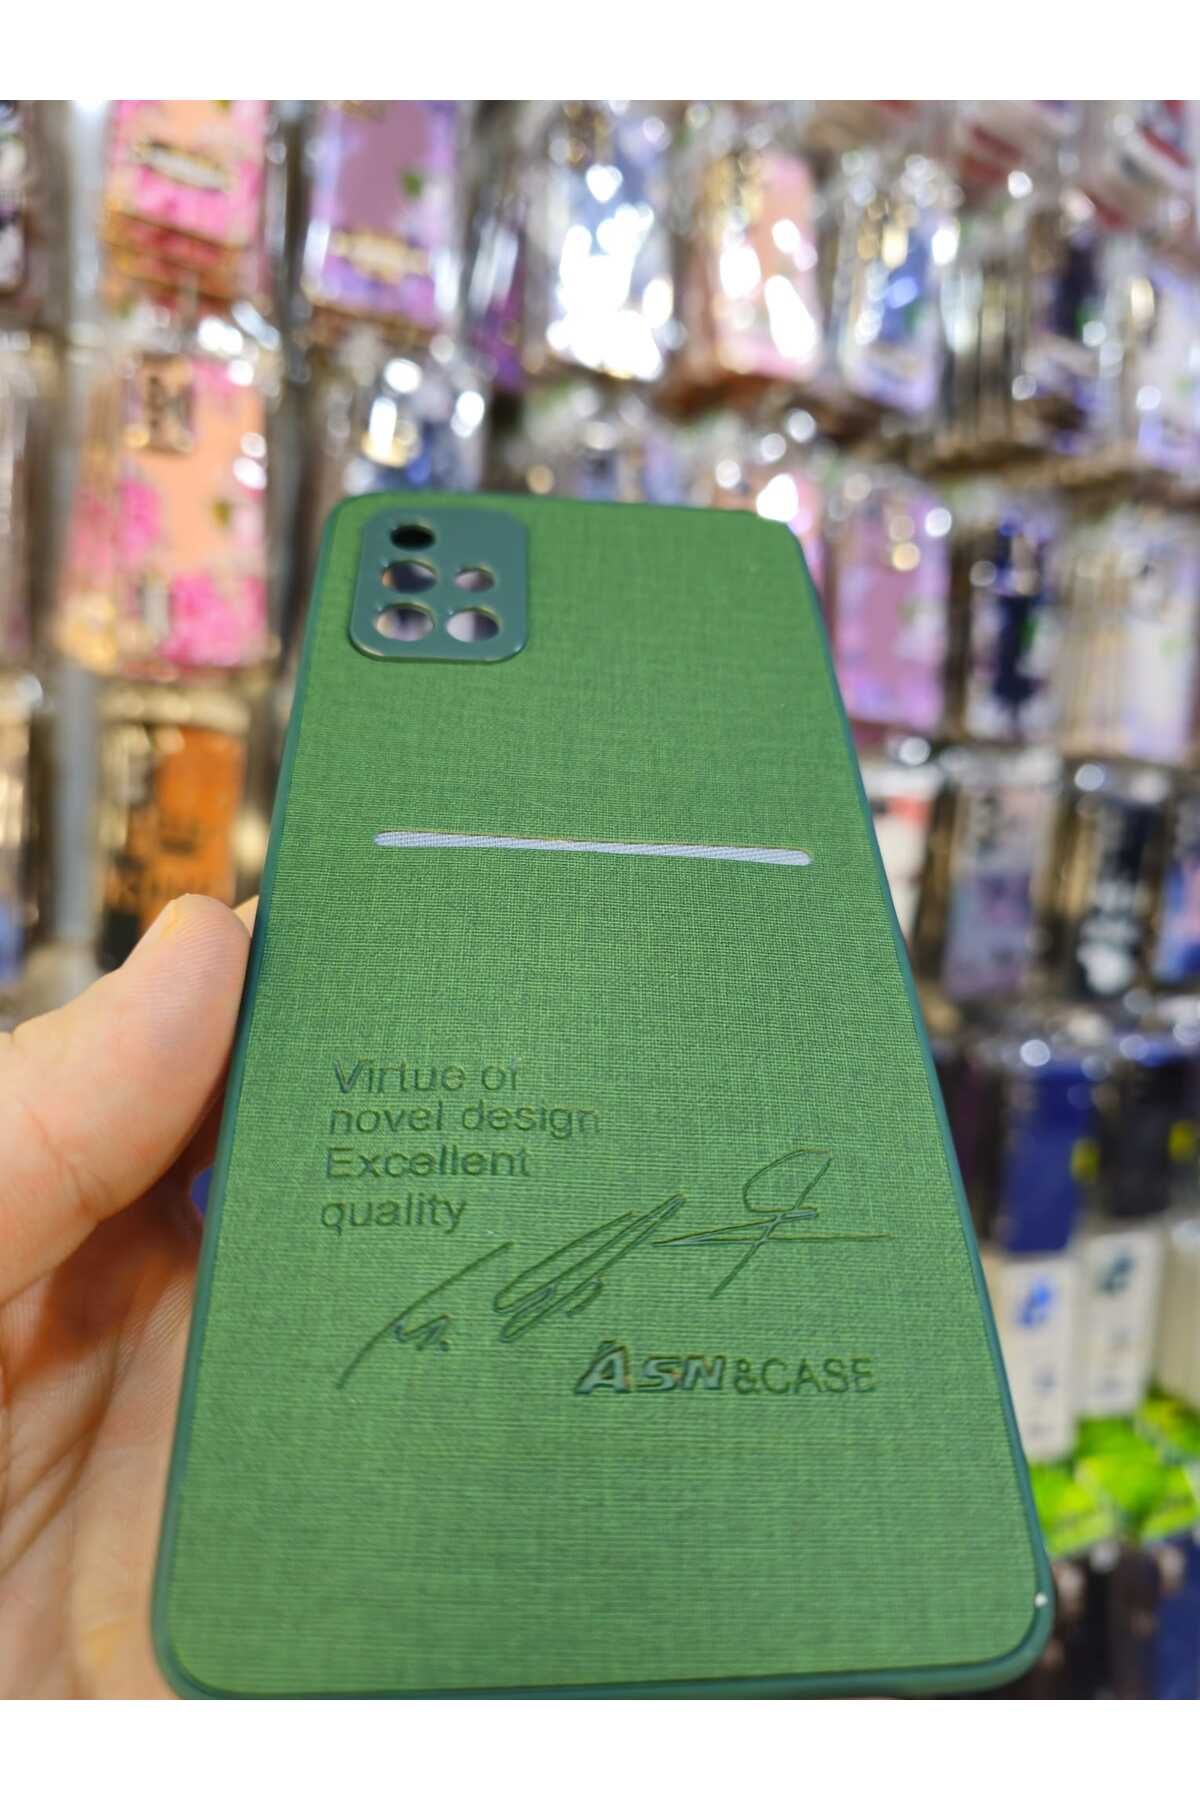 Virtue of
novel design
Excellent
quality
ASN&CASE